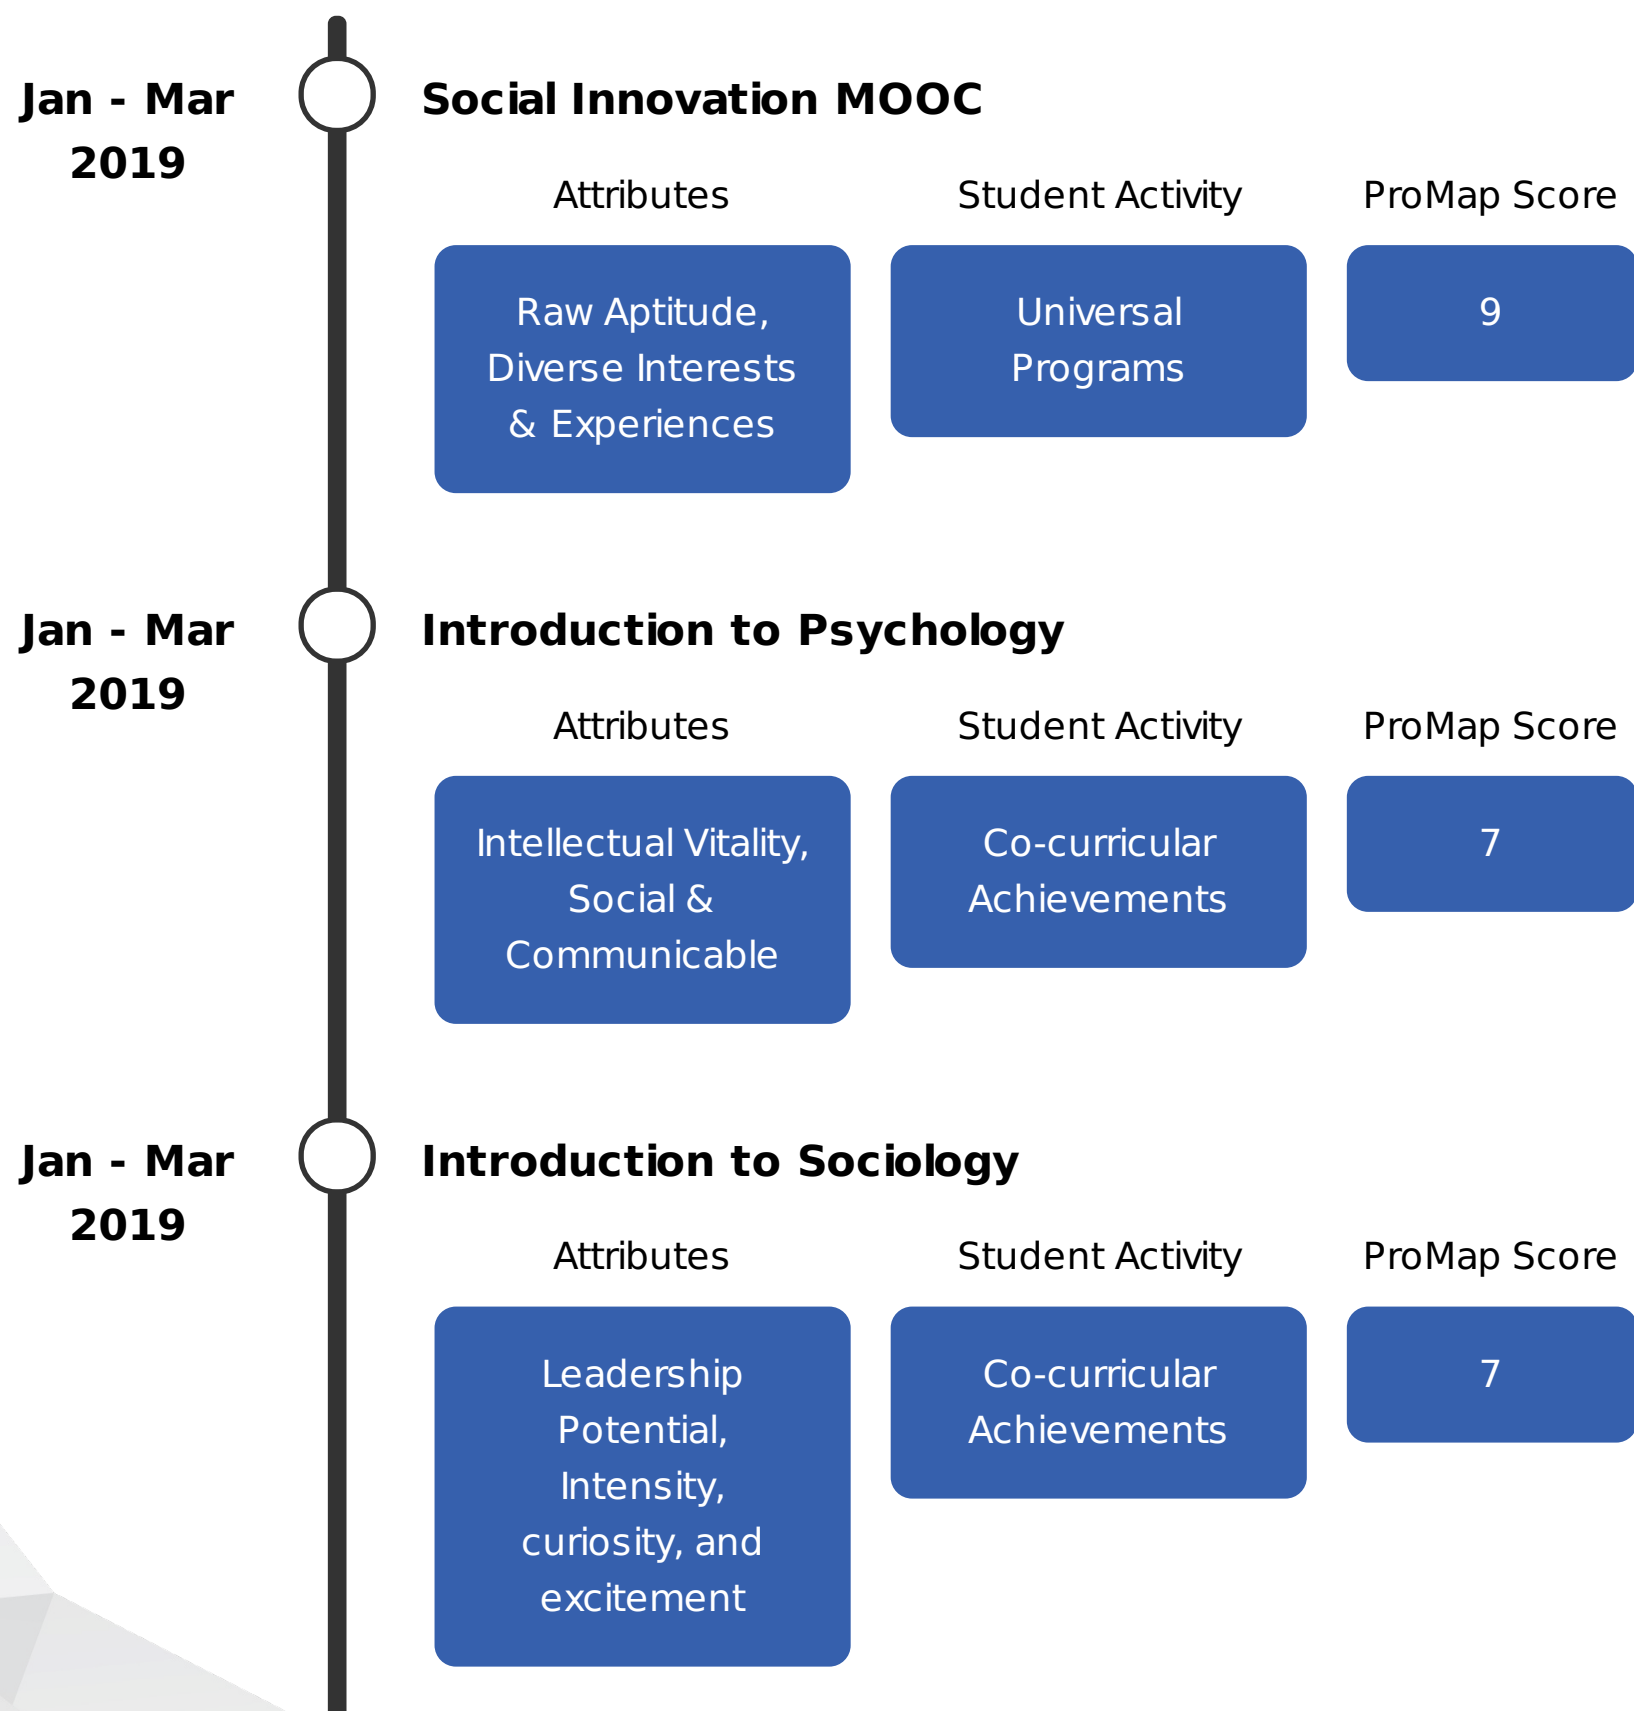 Jan - Mar
2019
Social Innovation MOOC
Attributes
Student Activity
ProMap Score
Raw Aptitude,
Diverse Interests
& Experiences
Universal
Programs
9
Jan - Mar
2019
Introduction to Psychology
Attributes
Student Activity
ProMap Score
Intellectual Vitality,
Social &
Communicable
Co-curricular
Achievements
7
Jan - Mar
2019
Introduction to Sociology
Attributes
Student Activity
ProMap Score
Leadership
Potential,
Intensity,
curiosity, and
excitement
Co-curricular
Achievements
7